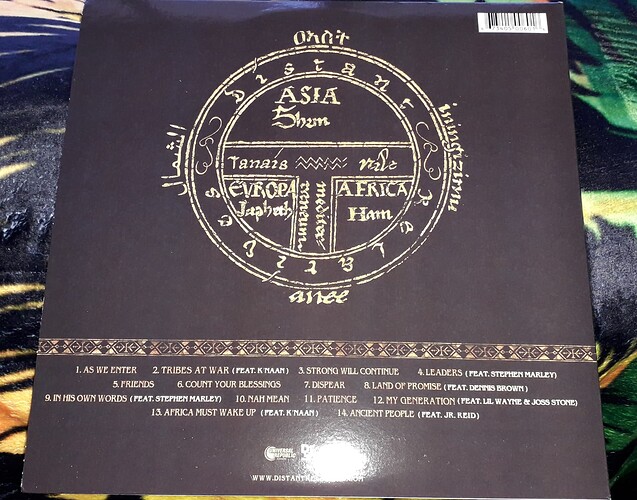 ASIA
Shem
Tanais
Nile
EVROPA
AFRICA
Japheth
Ham
Distant Relatives
الشمال
1. AS WE ENTER 2. TRIBES AT WAR (FEAT. K'NAAN) 3. STRONG WILL CONTINUE 4. LEADERS (FEAT. STEPHEN MARLEY)
5. FRIENDS 6. COUNT YOUR BLESSINGS 7. DISPEAR 8. LAND OF PROMISE (FEAT. DENNIS BROWN)
9. IN HIS OWN WORDS (FEAT. STEPHEN MARLEY) 10. NAH MEAN 11. PATIENCE 12. MY GENERATION (FEAT. LIL WAYNE & JOSS STONE)
13. AFRICA MUST WAKE UP (FEAT. K'NAAN) 14. ANCIENT PEOPLE (FEAT. JR. REID)
UNIVERSAL
REPUBLIC